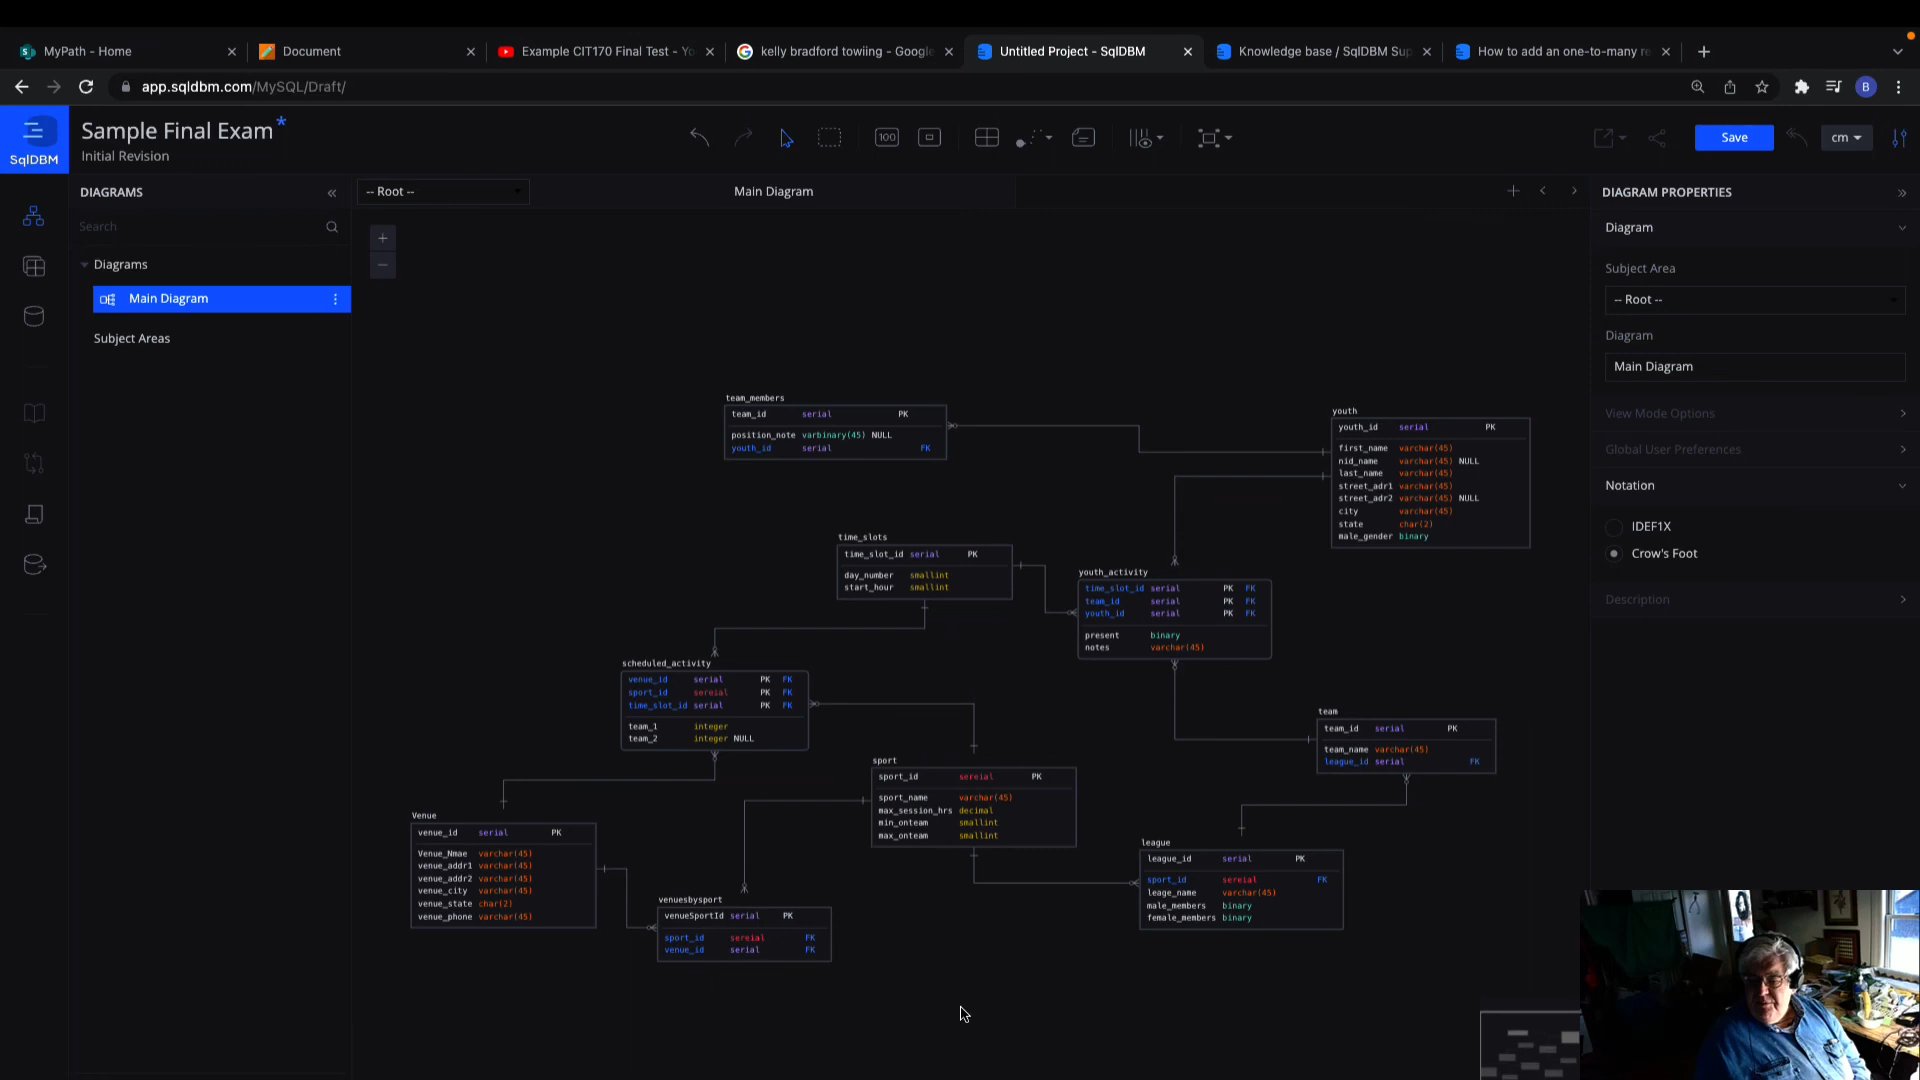 MyPath - Home
Document
Example CIT170 Final Test - Yo
kelly bradford towiing - Google
Untitled Project - SqlDBM
Knowledge base / SqlDBM Sup
How to add an one-to-many re
app.sqldbm.com/MySQL/Draft/
B
SqlDBM
Sample Final Exam *
Initial Revision
100
Save
cm
DIAGRAMS
Search
Diagrams
Main Diagram
Subject Areas
-- Root --
Main Diagram
team_members
team_id serial PK
position_note varbinary(45) NULL
youth_id serial FK
youth
youth_id serial PK
first_name varchar(45)
nid_name varchar(45) NULL
last_name varchar(45)
street_adr1 varchar(45)
street_adr2 varchar(45) NULL
city varchar(45)
state char(2)
male_gender binary
time_slots
time_slot_id serial PK
day_number smallint
start_hour smallint
youth_activity
time_slot_id serial PK FK
team_id serial PK FK
youth_id serial PK FK
present binary
notes varchar(45)
scheduled_activity
venue_id serial PK FK
sport_id sereial PK FK
time_slot_id serial PK FK
team_1 integer
team_2 integer NULL
team
team_id serial PK
team_name varchar(45)
league_id serial FK
sport
sport_id sereial PK
sport_name varchar(45)
max_session_hrs decimal
min_onteam smallint
max_onteam smallint
Venue
venue_id serial PK
Venue_Nmae varchar(45)
venue_addr1 varchar(45)
venue_addr2 varchar(45)
venue_city varchar(45)
venue_state char(2)
venue_phone varchar(45)
league
league_id serial PK
sport_id sereial FK
leage_name varchar(45)
male_members binary
female_members binary
venuesbysport
venueSportId serial PK
sport_id sereial FK
venue_id serial FK
DIAGRAM PROPERTIES
Diagram
Subject Area
-- Root --
Diagram
Main Diagram
View Mode Options
Global User Preferences
Notation
IDEF1X
Crow's Foot
Description